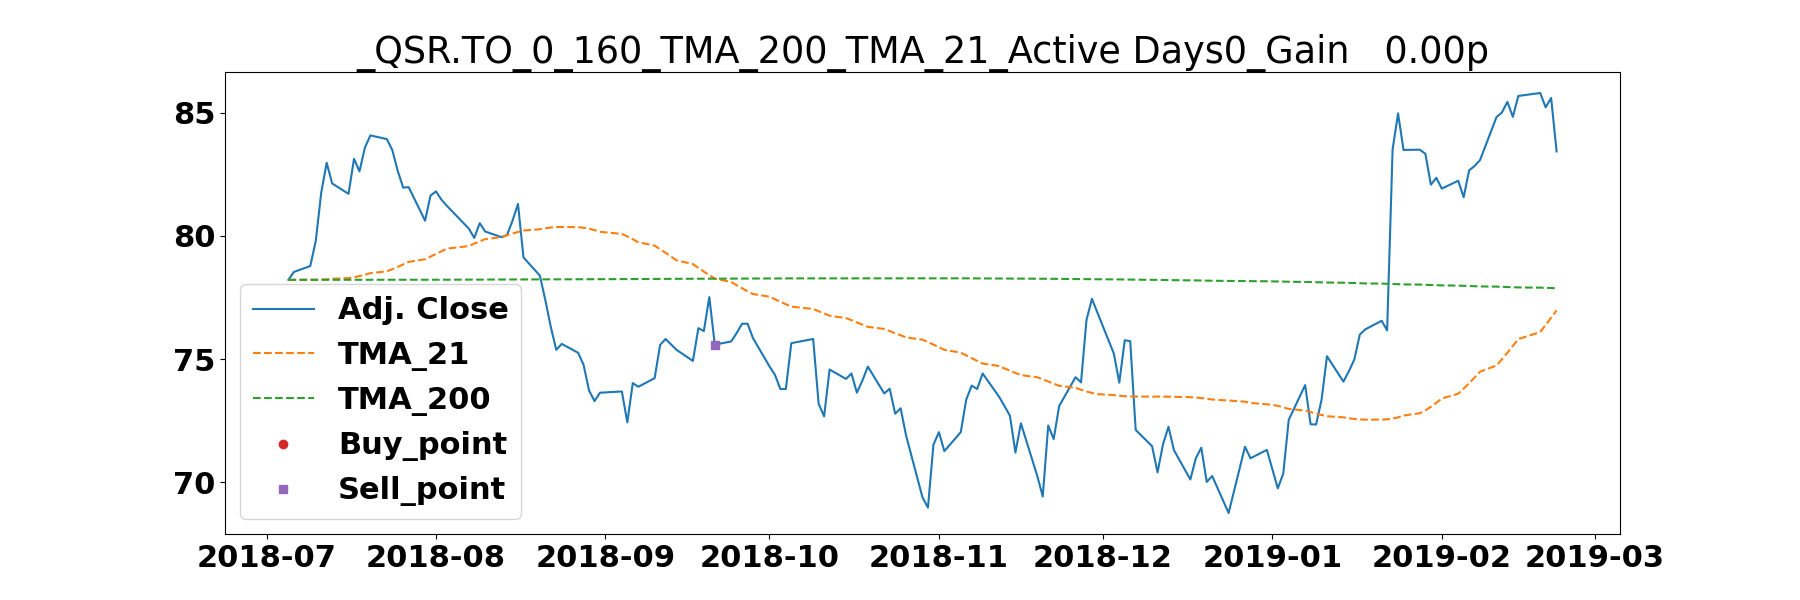 _QSR.TO_0_160_TMA_200_TMA_21_Active Days0_Gain   0.00p
85
80
75
70
Adj. Close
TMA_21
TMA_200
Buy_point
Sell_point
2018-07 2018-08 2018-09 2018-10 2018-11 2018-12 2019-01 2019-02 2019-03